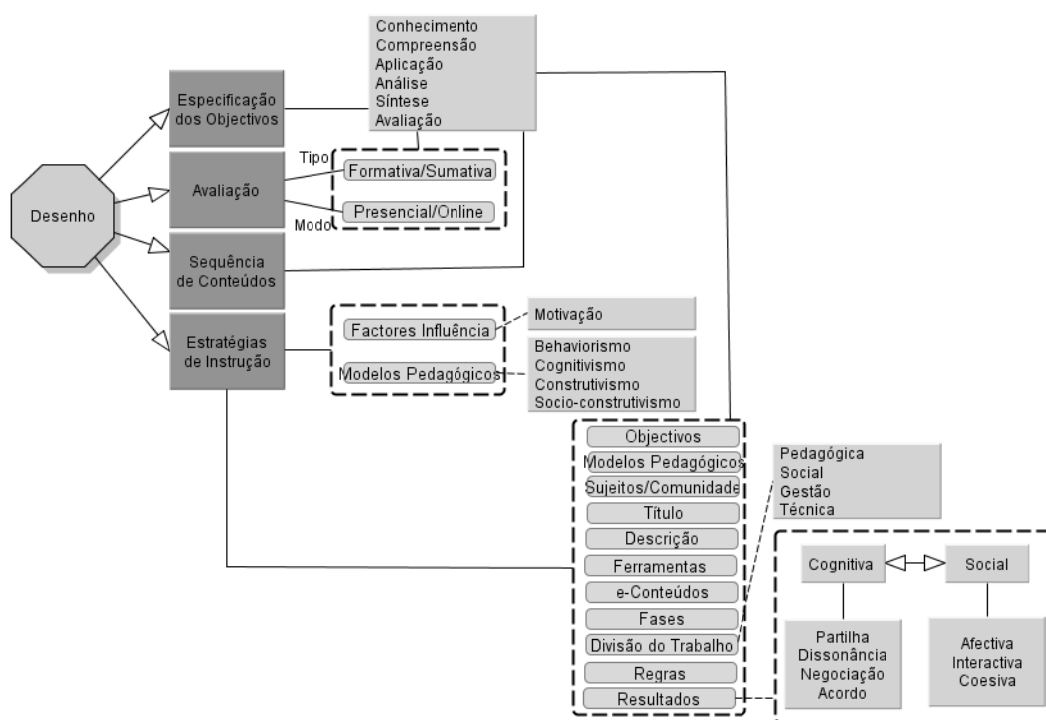 Desenho
Especificação
dos Objectivos
Conhecimento
Compreensão
Aplicação
Análise
Síntese
Avaliação
Avaliação
Tipo
Formativa/Sumativa
Modo
Presencial/Online
Sequência
de Conteúdos
Estratégias
de Instrução
Factores Influência
Motivação
Modelos Pedagógicos
Behaviorismo
Cognitivismo
Construtivismo
Socio-construtivismo
Objectivos
Modelos Pedagógicos
Sujeitos/Comunidade
Título
Descrição
Ferramentas
e-Conteúdos
Fases
Divisão do Trabalho
Regras
Resultados
Pedagógica
Social
Gestão
Técnica
Cognitiva
Social
Partilha
Dissonância
Negociação
Acordo
Afectiva
Interactiva
Coesiva